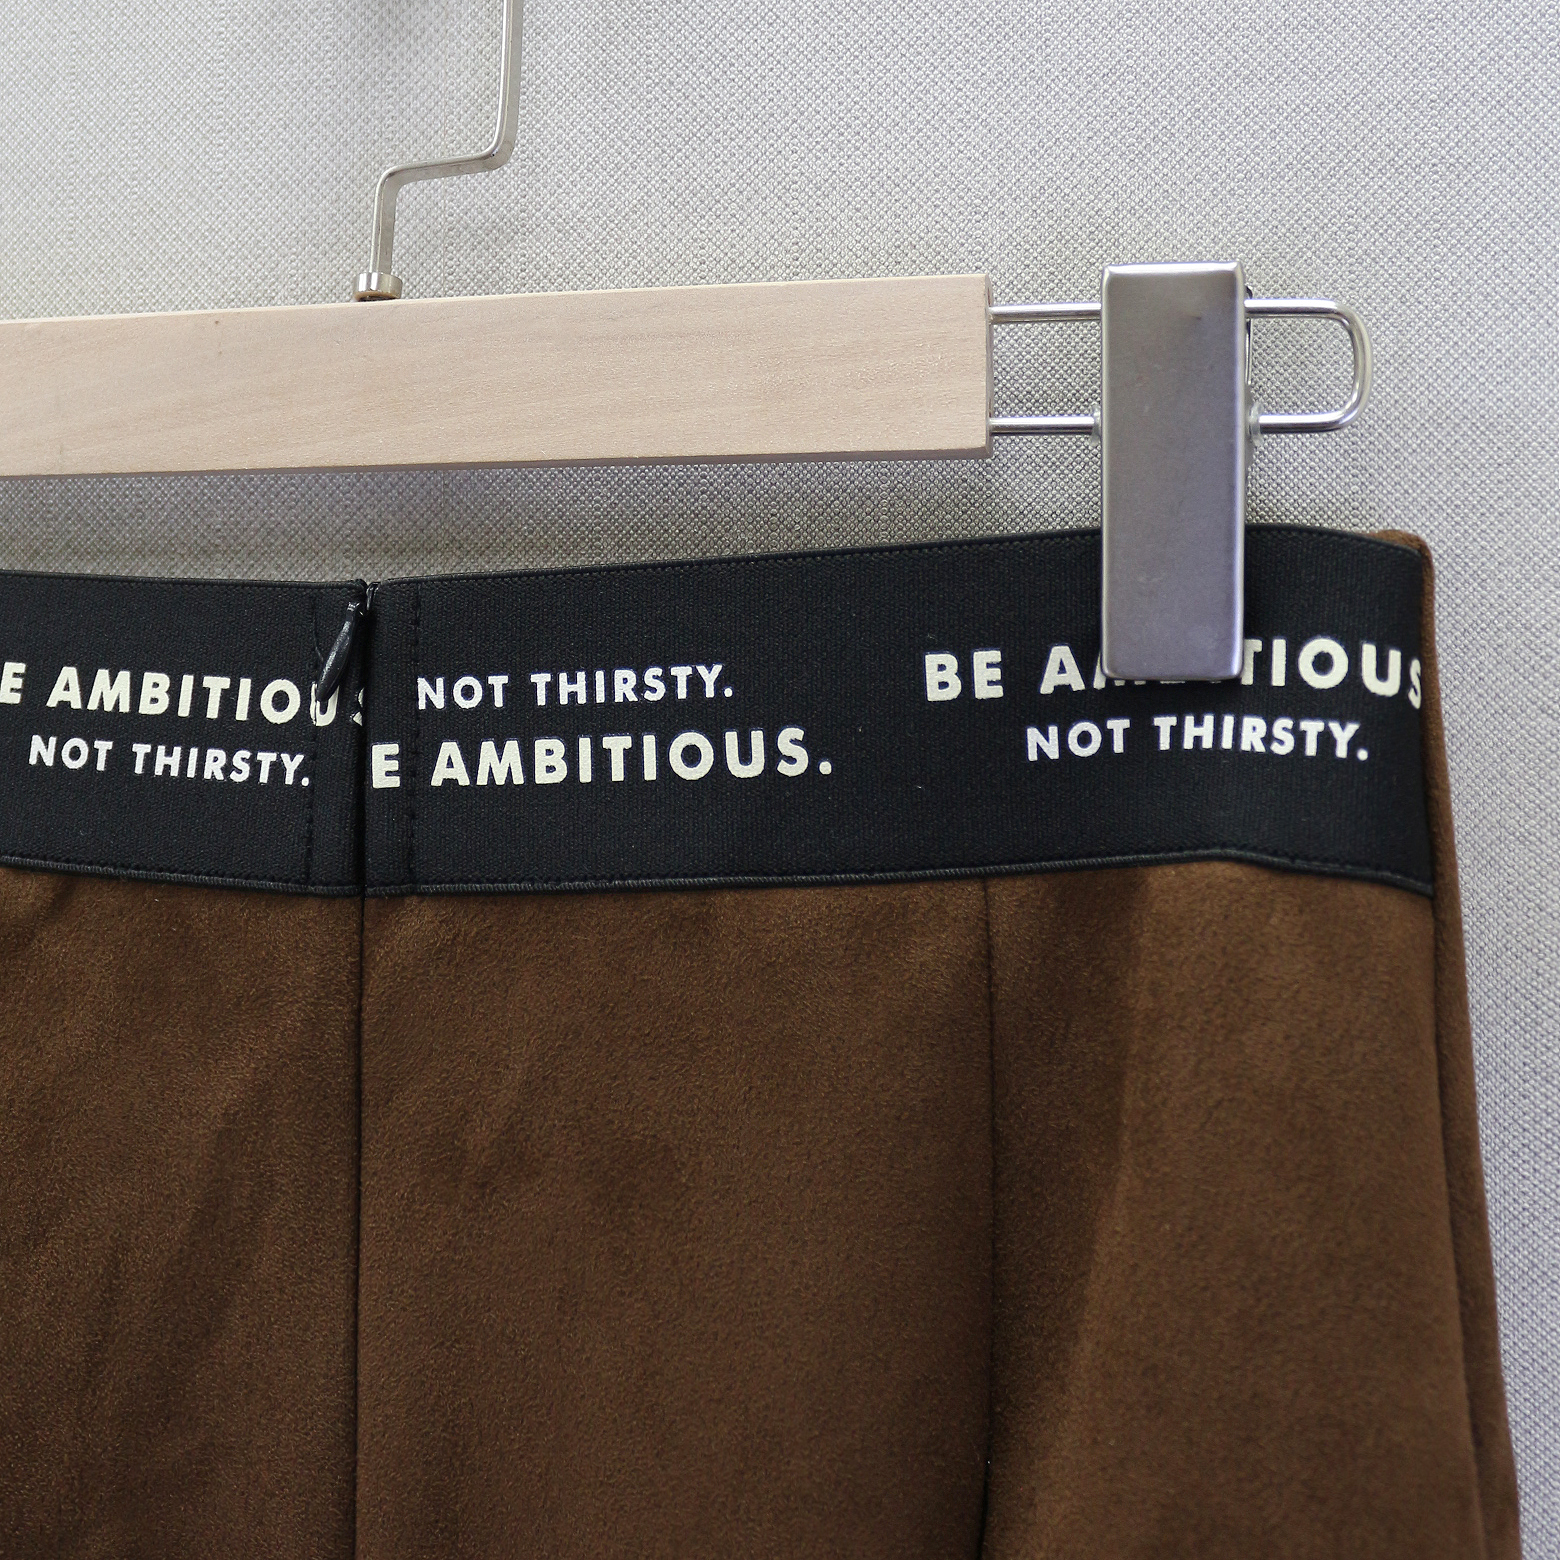 E AMBITIOUS
NOT THIRSTY.
NOT THIRSTY.
E AMBITIOUS.
BE A TIOUS
NOT THIRSTY.